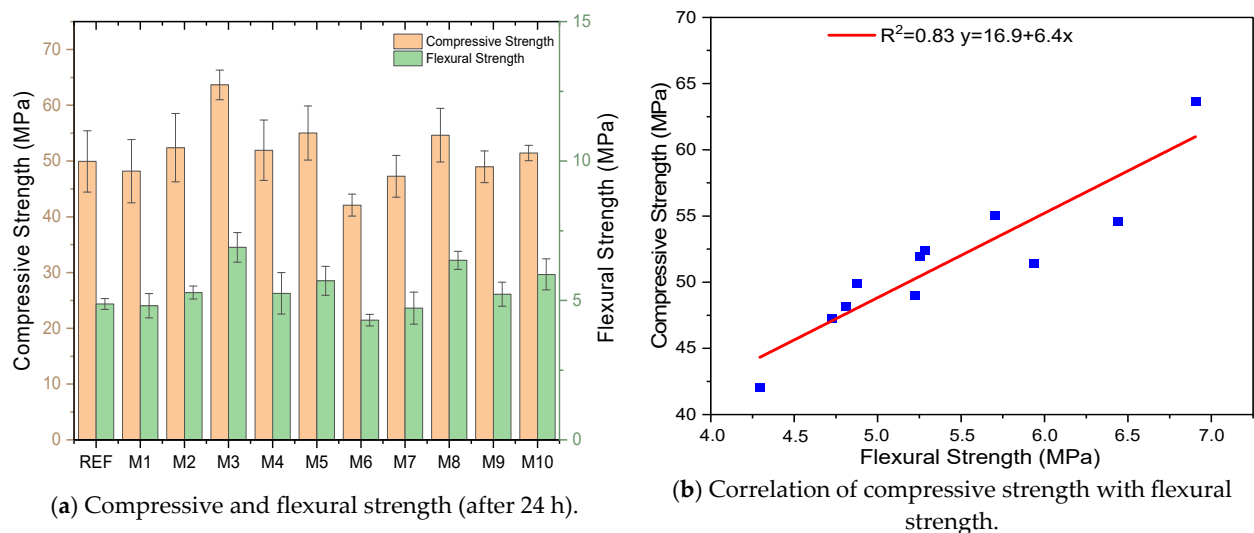 Compressive Strength (MPa)
70
60
50
40
30
20
10
0
Compressive Strength
Flexural Strength
15
10
5
0
Flexural Strength (MPa)
REF M1 M2 M3 M4 M5 M6 M7 M8 M9 M10
(a) Compressive and flexural strength (after 24 h).
Compressive Strength (MPa)
70
65
60
55
50
45
40
R²=0.83 y=16.9+6.4x
4.0 4.5 5.0 5.5 6.0 6.5 7.0
Flexural Strength (MPa)
(b) Correlation of compressive strength with flexural
strength.